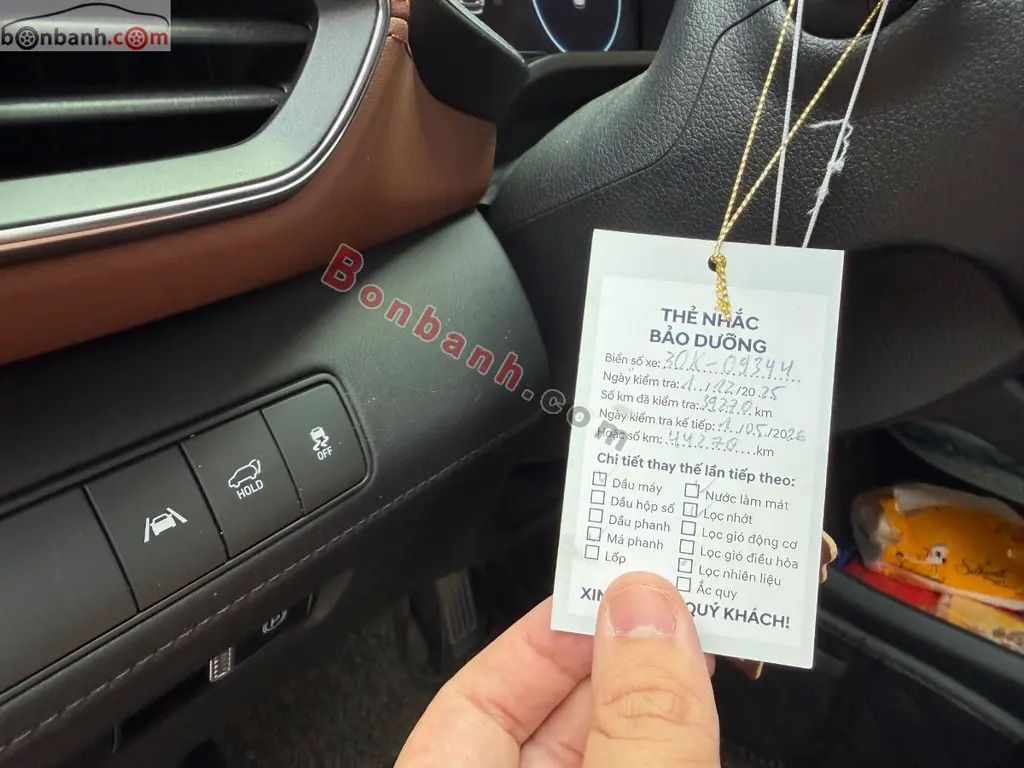 bonbanh.com
Bonbanh.com
HOLD
OFF
THẺ NHẮC
BẢO DƯỠNG
Biển số xe: 30K-09344
Ngày kiểm tra: 1/12/2025
Số km đã kiểm tra: 39270 km
Ngày kiểm tra kế tiếp: 1/05/2026
Hoặc số km: 44270 km
Chi tiết thay thế lần tiếp theo:
Dầu máy
Dầu hộp số
Dầu phanh
Má phanh
Lốp
Nước làm mát
Lọc nhớt
Lọc gió động cơ
Lọc gió điều hòa
Lọc nhiên liệu
Ắc quy
XIN QUÝ KHÁCH!